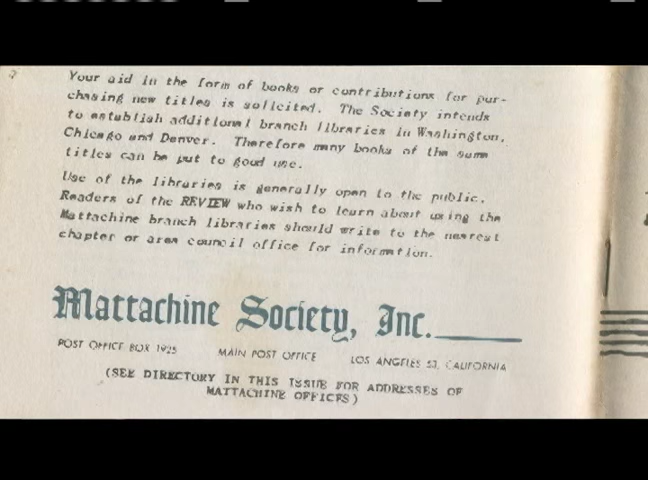 Your aid in the form of books or contributions for pur-
chasing new titles is solicited. The Society intends
to establish additional branch libraries in Washington,
Chicago and Denver. Therefore many books of the same
titles can be put to good use.
Use of the libraries is generally open to the public.
Readers of the REVIEW who wish to learn about using the
Mattachine branch libraries should write to the nearest
chapter or area council office for information.
Mattachine Society, Inc.
POST OFFICE BOX 1925 MAIN POST OFFICE LOS ANGELES 53, CALIFORNIA
(SEE DIRECTORY IN THIS ISSUE FOR ADDRESSES OF
MATTACHINE OFFICES)